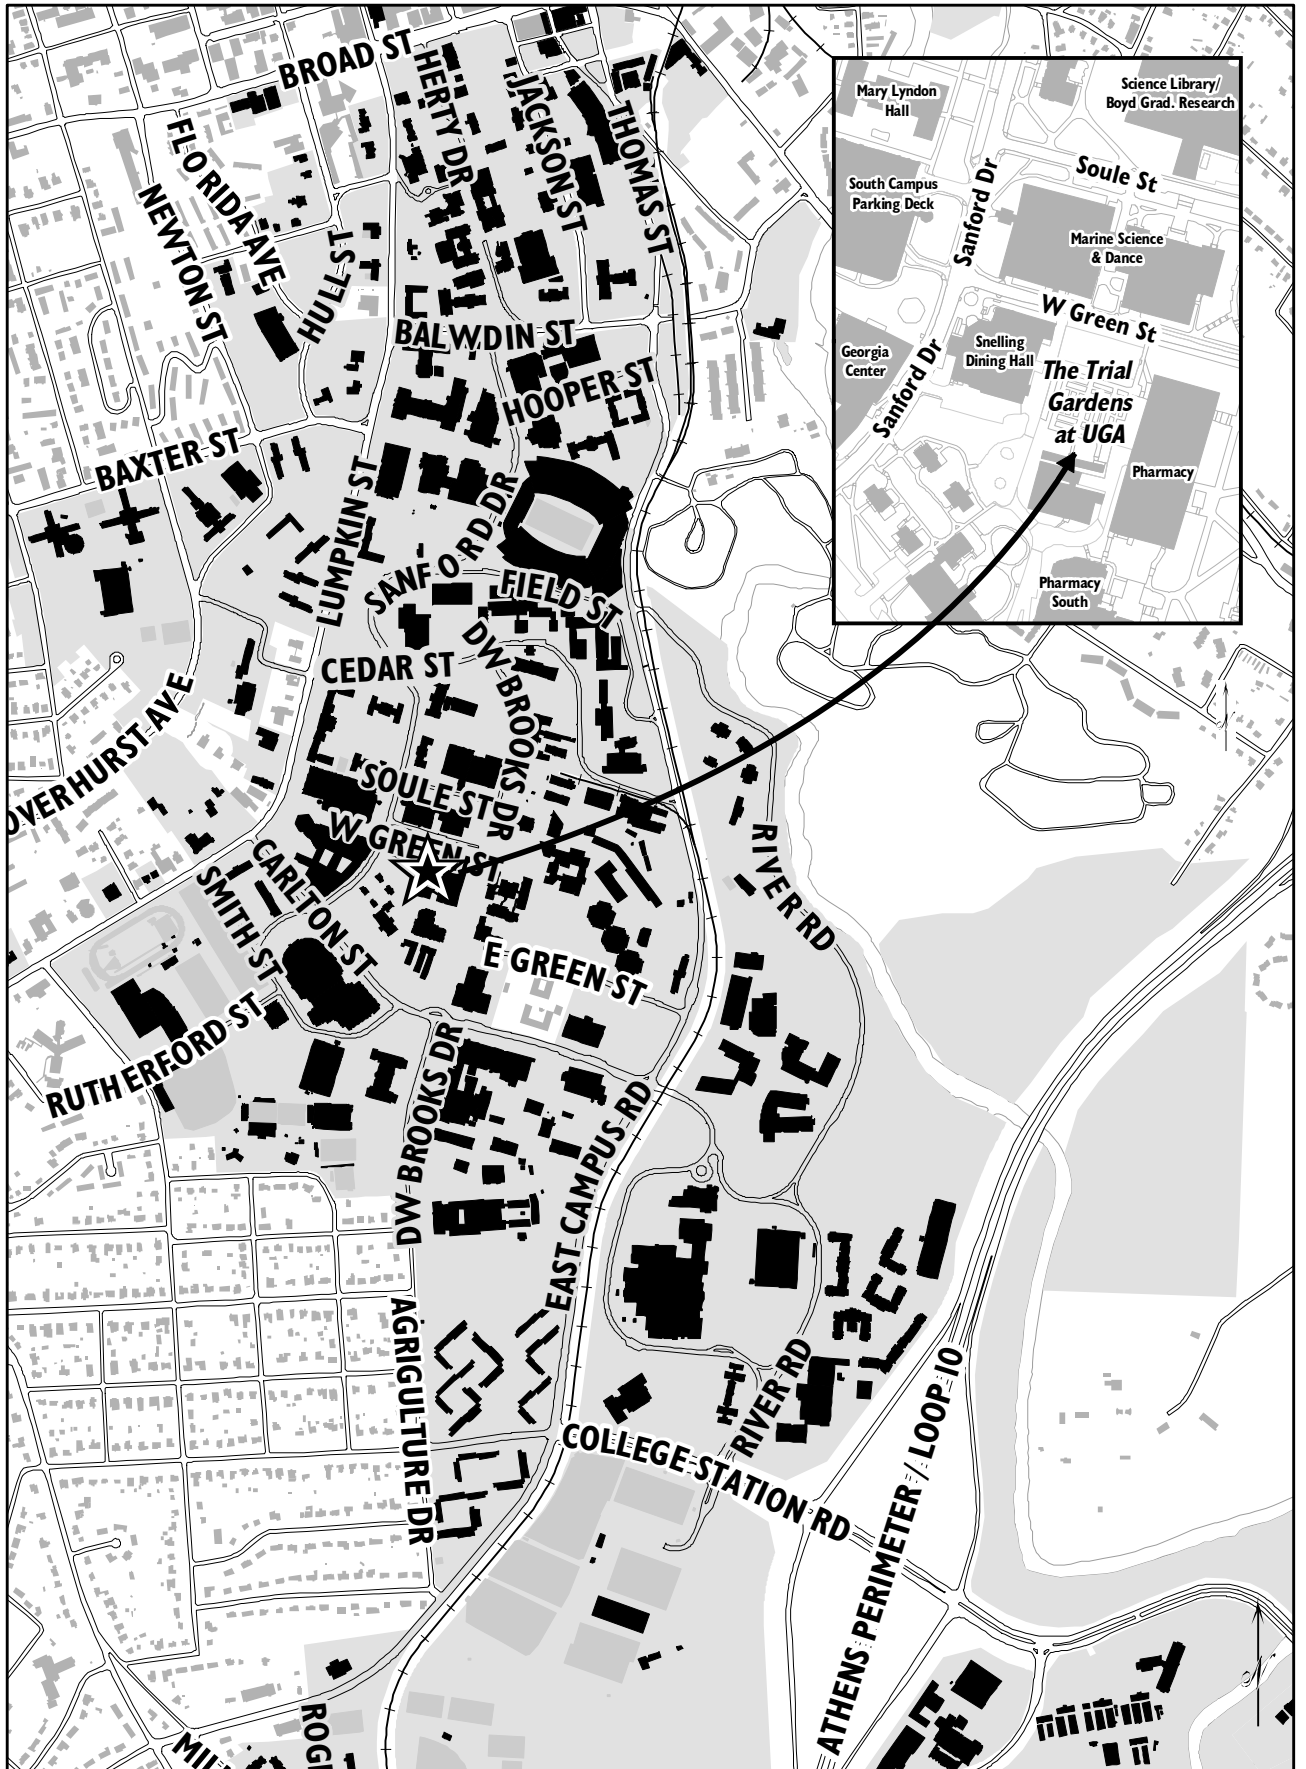 BROAD ST
HERTY DR
JACKSON ST
THOMAS ST
FLORIDA AVE
NEWTON ST
HULL ST
BALWDIN ST
HOOPER ST
BAXTER ST
LUMPKIN ST
SANFORD DR
FIELD ST
CEDAR ST
DW BROOKS DR
OVERHURST AVE
SOULE ST
W GREEN ST
CARLTON ST
SMITH ST
E GREEN ST
RIVER RD
RUTHERFORD ST
DW BROOKS DR
EAST CAMPUS RD
AGRIGULTURE DR
RIVER RD
COLLEGE STATION RD
ATHENS PERIMETER / LOOP 10
Mary Lyndon
Hall
Science Library/
Boyd Grad. Research
South Campus
Parking Deck
Sanford Dr
Soule St
Marine Science
& Dance
W Green St
Georgia
Center
Snelling
Dining Hall
Sanford Dr
The Trial
Gardens
at UGA
Pharmacy
Pharmacy
South